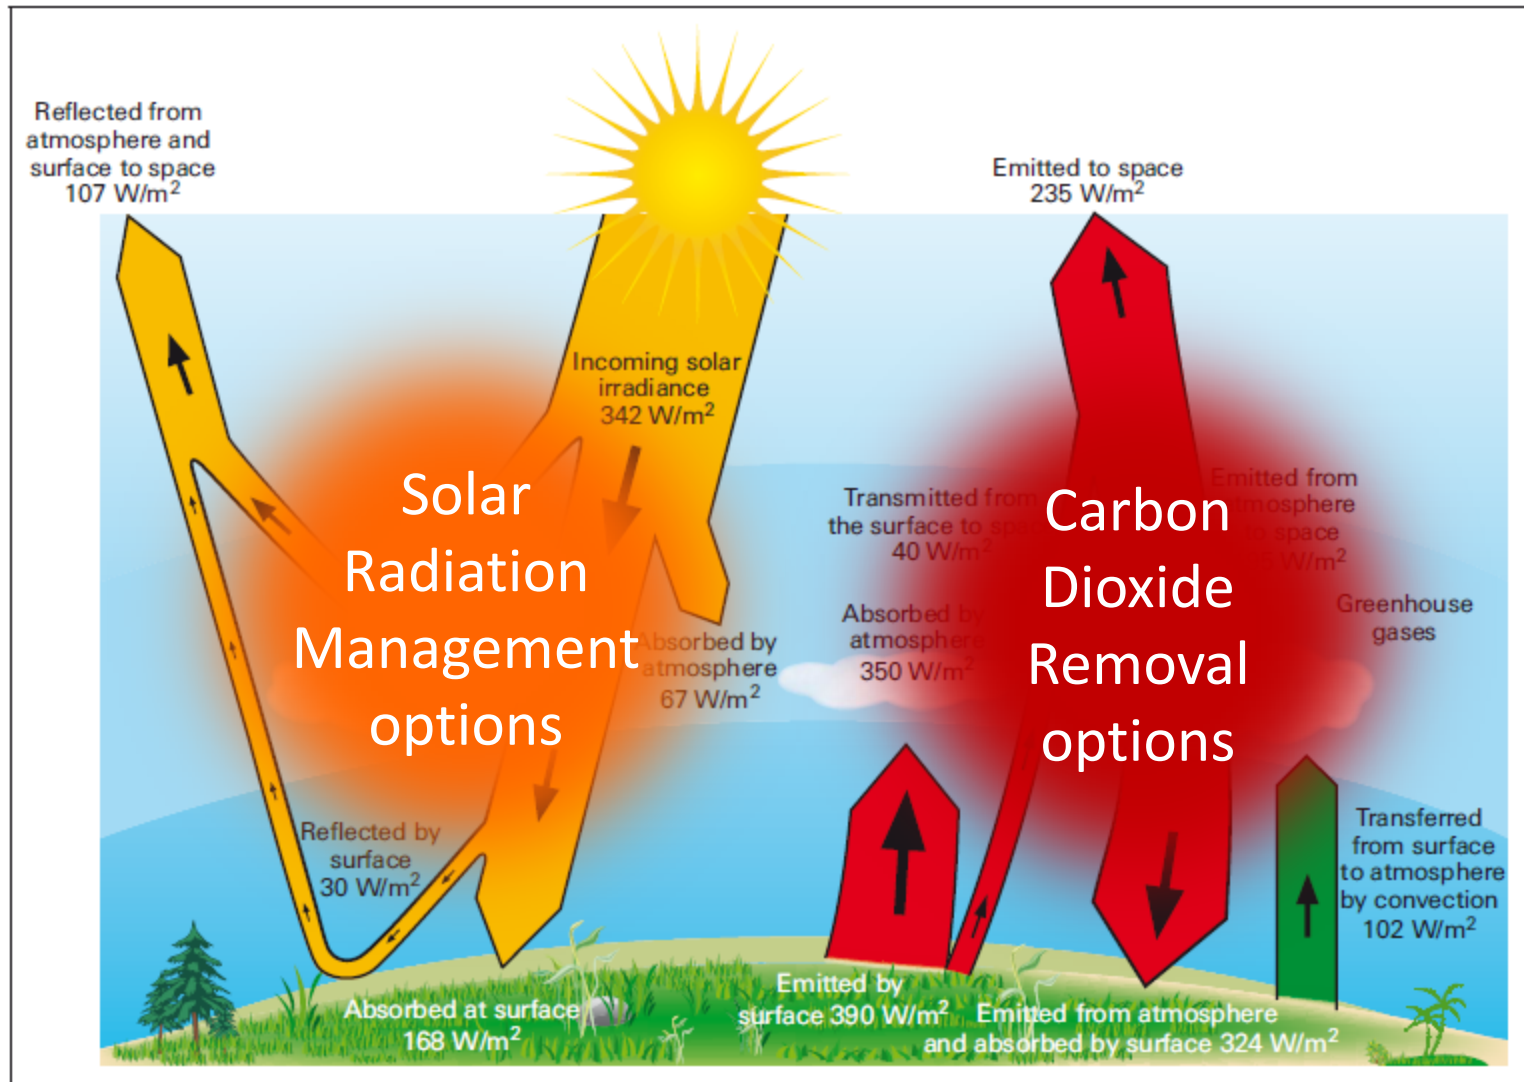 Reflected from
atmosphere and
surface to space
107 W/m²
Emitted to space
235 W/m²
Incoming solar
irradiance
342 W/m²
Solar
Radiation
Management
options
Transmitted from
the surface to space
40 W/m²
Emitted from
atmosphere
to space
W/m²
Carbon
Dioxide
Removal
options
Absorbed by
atmosphere
67 W/m²
Absorbed by
atmosphere
350 W/m²
Greenhouse
gases
Reflected by
surface
30 W/m²
Transferred
from surface
to atmosphere
by convection
102 W/m²
Absorbed at surface
168 W/m²
Emitted by
surface 390 W/m²
Emitted from atmosphere
and absorbed by surface 324 W/m²